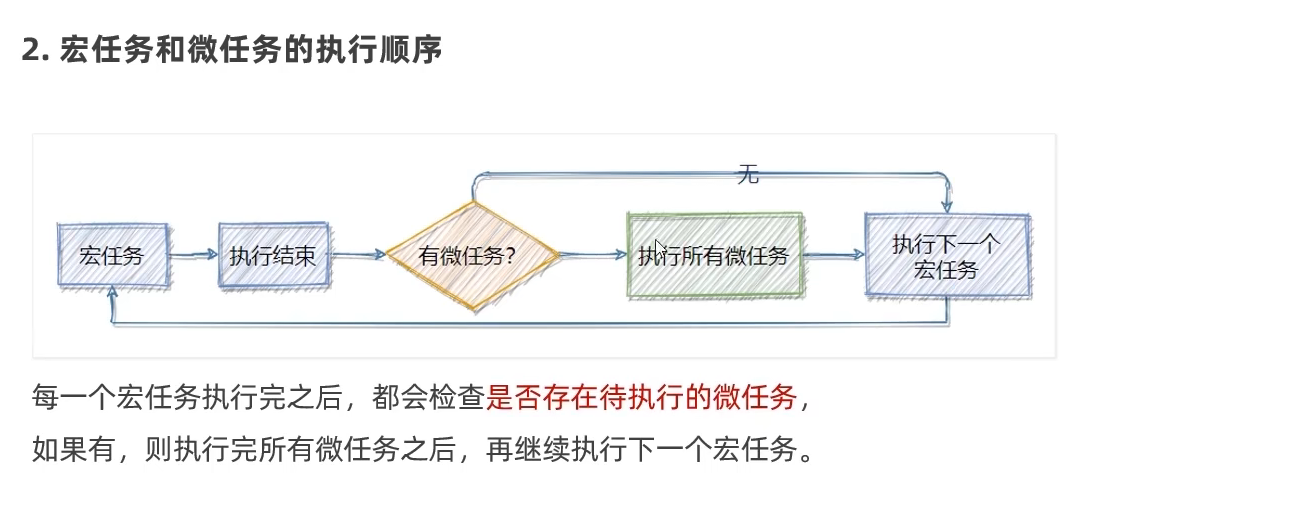 2. 宏任务和微任务的执行顺序
无
宏任务
执行结束
有微任务？
执行所有微任务
执行下一个
宏任务
每一个宏任务执行完之后，都会检查是否存在待执行的微任务，
如果有，则执行完所有微任务之后，再继续执行下一个宏任务。